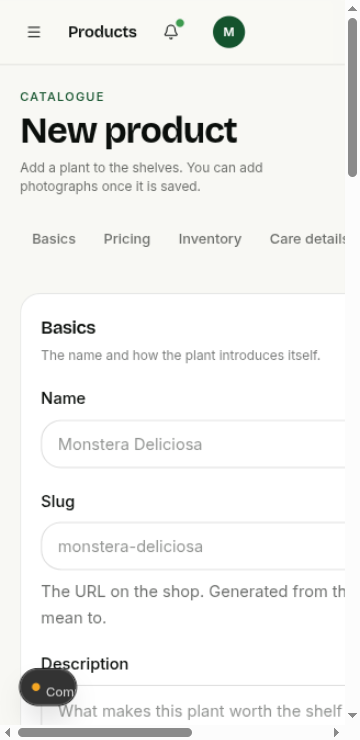 Products
M
CATALOGUE
New product
Add a plant to the shelves. You can add
photographs once it is saved.
Basics Pricing Inventory Care details
Basics
The name and how the plant introduces itself.
Name
Monstera Deliciosa
Slug
monstera-deliciosa
The URL on the shop. Generated from th
mean to.
Description
What makes this plant worth the shelf
Com